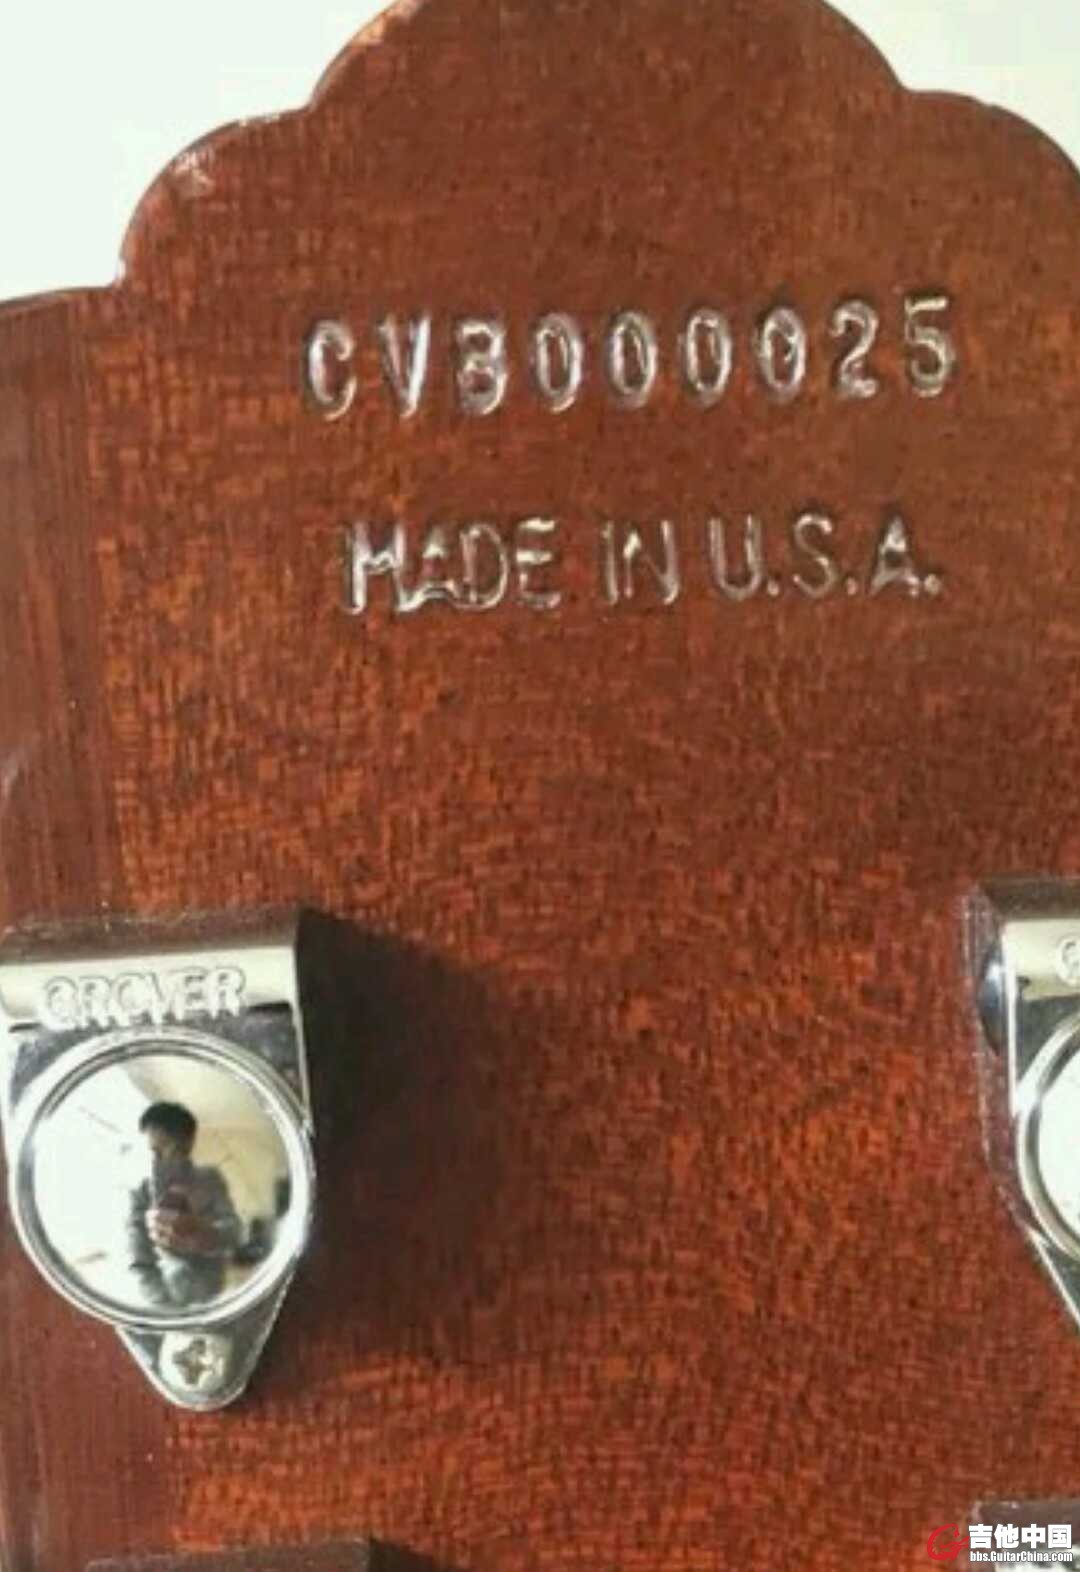 CVB000025
MADE IN U.S.A.
GROVER
G
吉他中国
bbs.GuitarChina.com